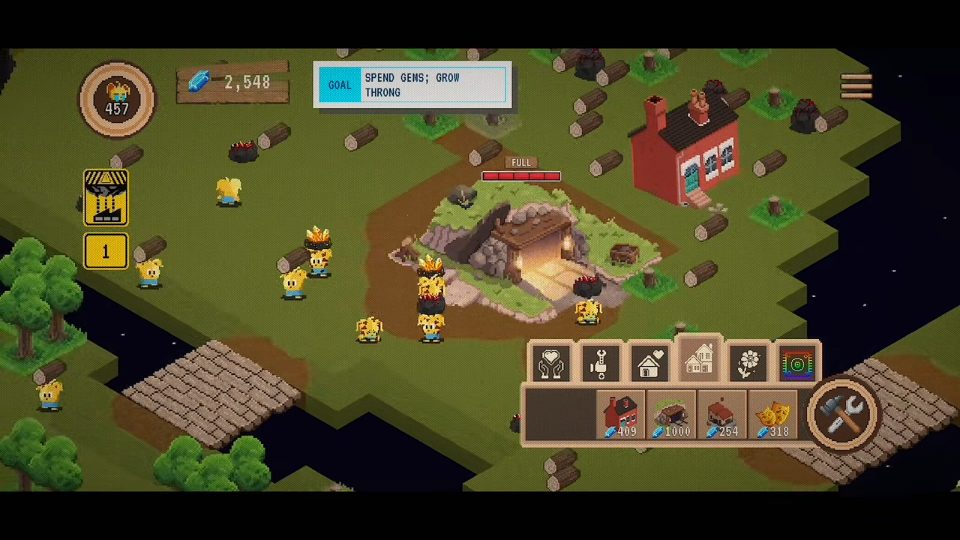 457
2,548
GOAL
SPEND GEMS; GROW
THRONG
FULL
1
409
1000
254
318